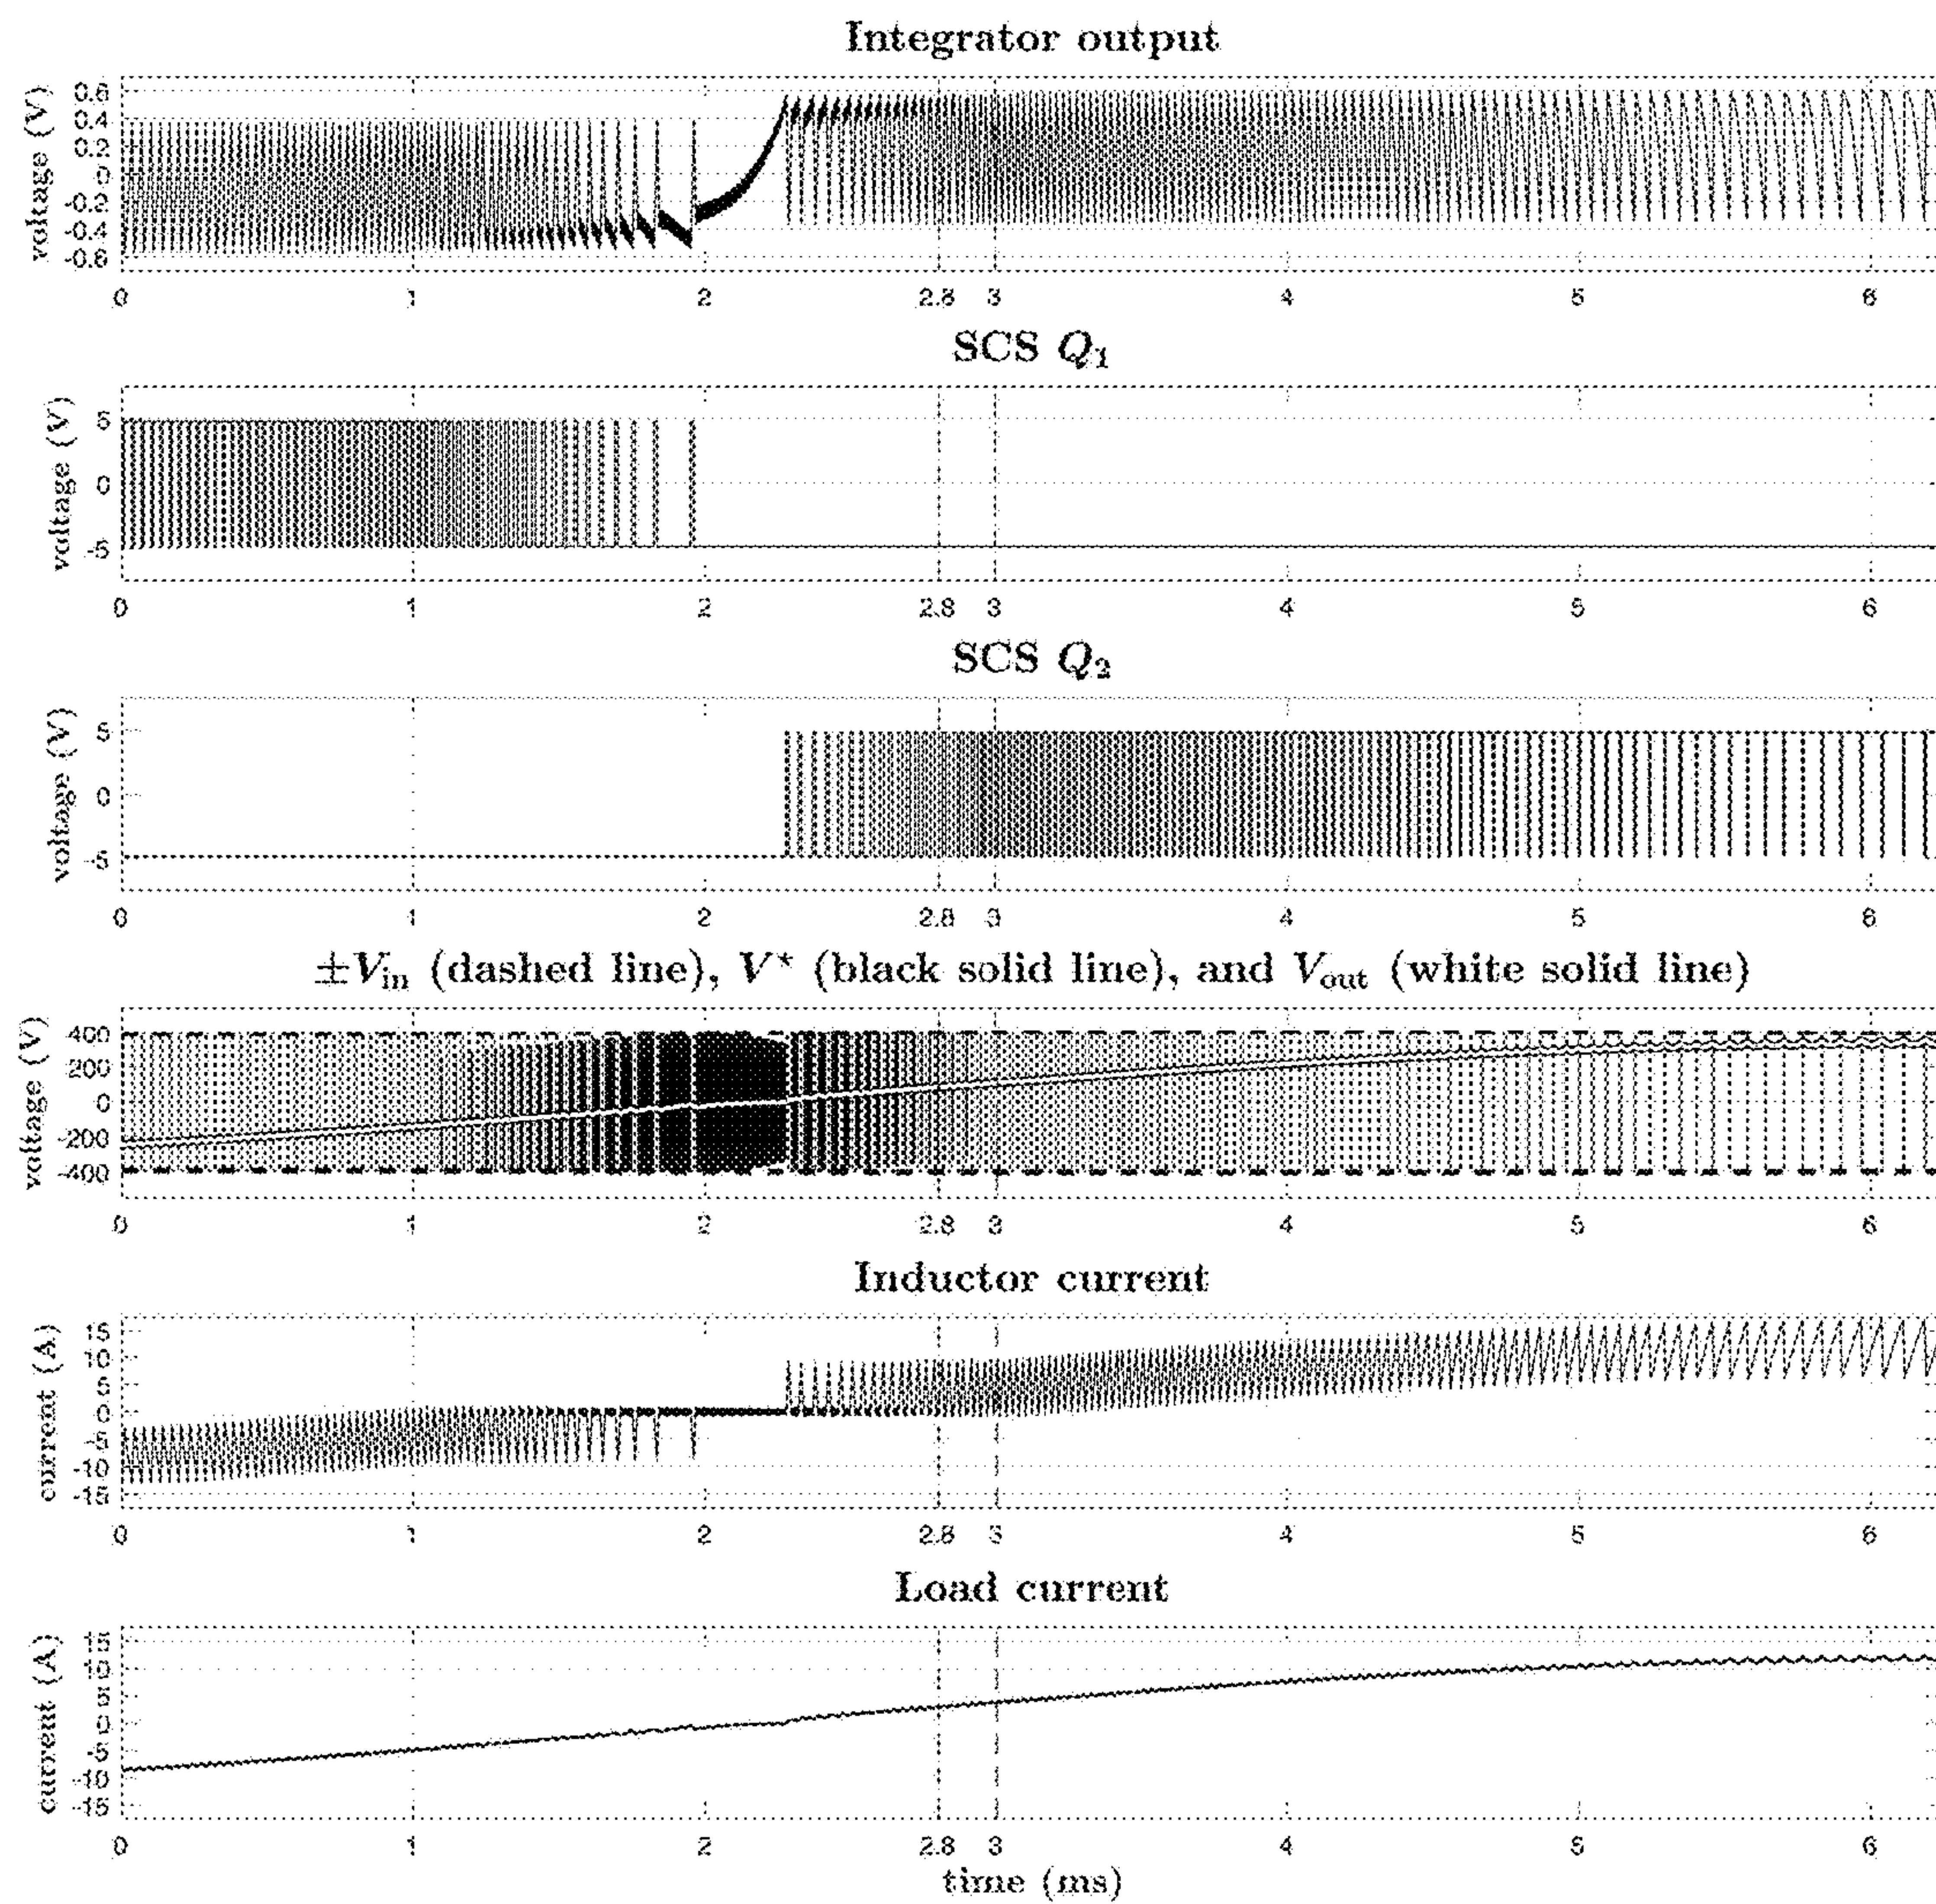 Integrator output
voltage (V)
0.6
0.4
0.2
0
-0.2
-0.4
-0.6
0 1 2 2.8 3 4 5 6
SCS Q1
voltage (V)
5
0
-5
0 1 2 2.8 3 4 5 6
SCS Q2
voltage (V)
5
0
-5
0 1 2 2.8 3 4 5 6
±Vin (dashed line), V* (black solid line), and Vout (white solid line)
voltage (V)
400
200
0
-200
-400
0 1 2 2.8 3 4 5 6
Inductor current
current (A)
15
10
5
0
-5
-10
-15
0 1 2 2.8 3 4 5 6
Load current
current (A)
15
10
5
0
-5
-10
-15
0 1 2 2.8 3 4 5 6
time (ms)